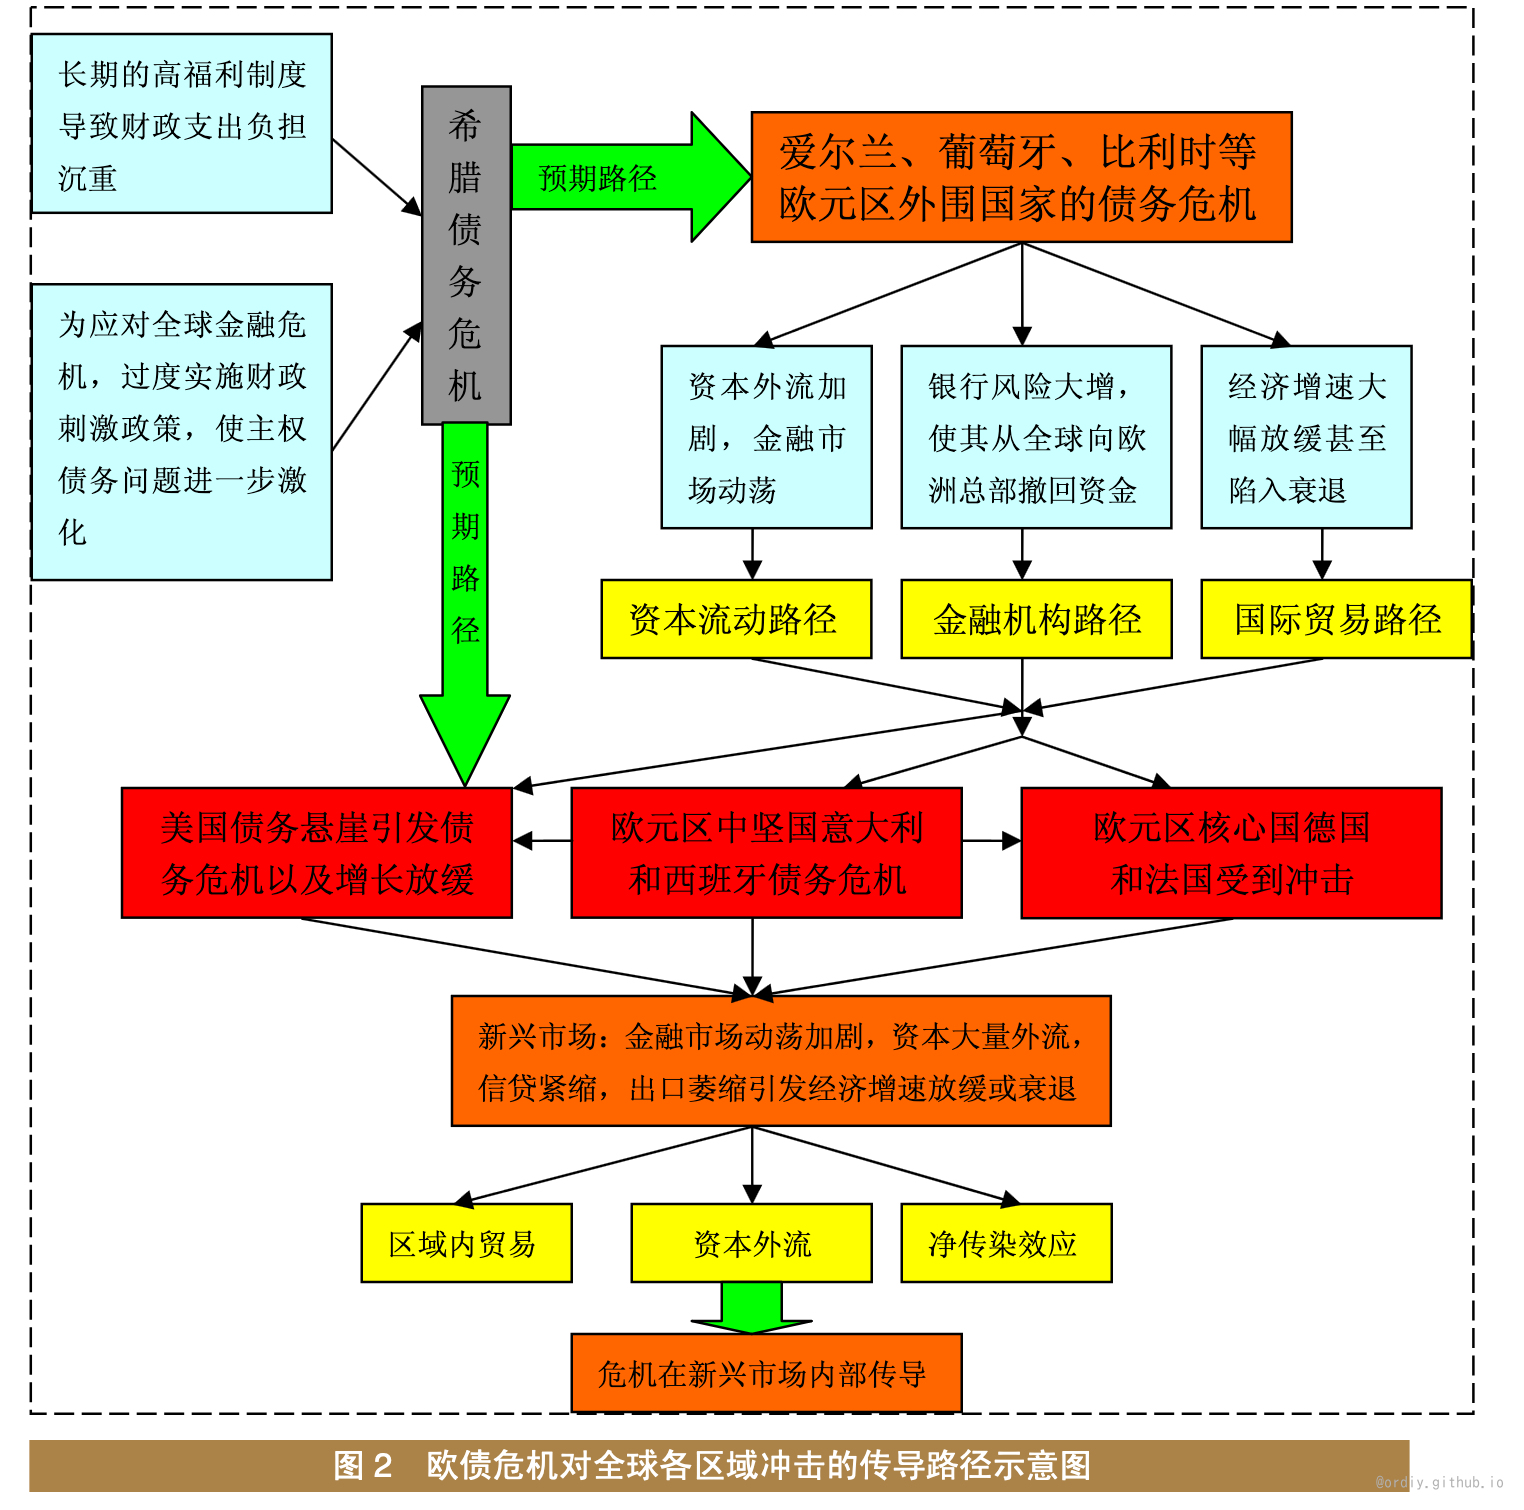 长期的高福利制度
导致财政支出负担
沉重
为应对全球金融危
机，过度实施财政
刺激政策，使主权
债务问题进一步激
化
希
腊
债
务
危
机
预期路径
爱尔兰、葡萄牙、比利时等
欧元区外围国家的债务危机
预
期
路
径
资本外流加
剧，金融市
场动荡
银行风险大增，
使其从全球向欧
洲总部撤回资金
经济增速大
幅放缓甚至
陷入衰退
资本流动路径
金融机构路径
国际贸易路径
美国债务悬崖引发债
务危机以及增长放缓
欧元区中坚国意大利
和西班牙债务危机
欧元区核心国德国
和法国受到冲击
新兴市场：金融市场动荡加剧，资本大量外流，
信贷紧缩，出口萎缩引发经济增速放缓或衰退
区域内贸易
资本外流
净传染效应
危机在新兴市场内部传导
图 2　欧债危机对全球各区域冲击的传导路径示意图
@ordiy.github.io